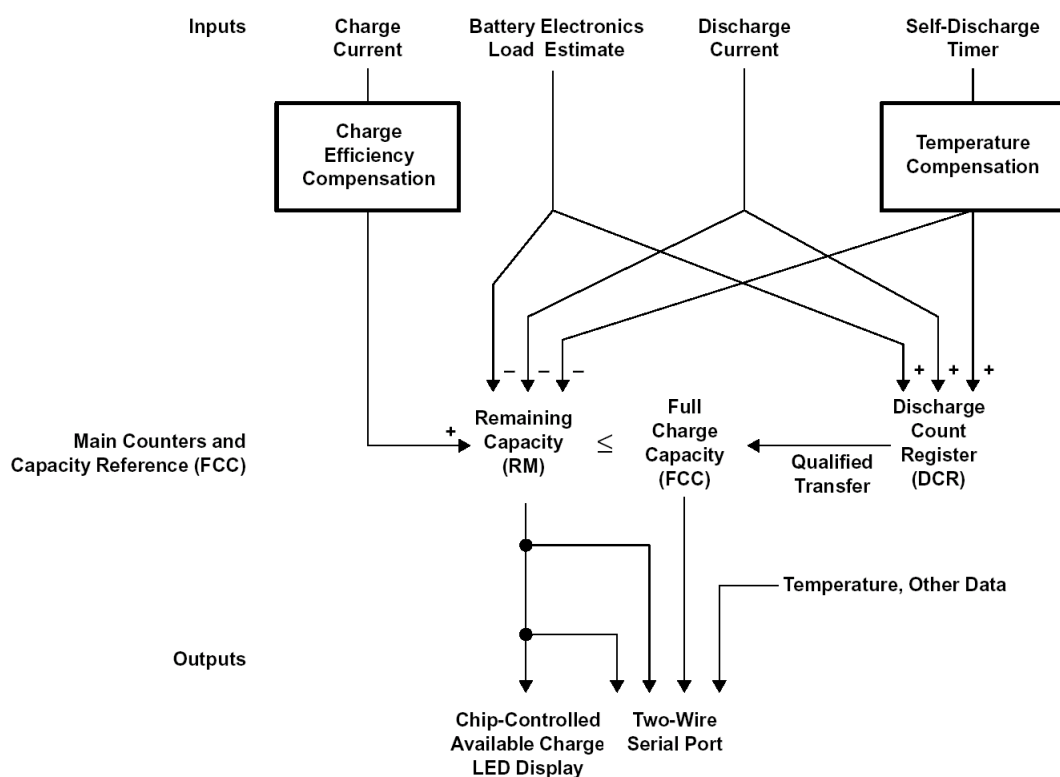 Inputs
Charge
Current
Battery Electronics
Load Estimate
Discharge
Current
Self-Discharge
Timer
Charge
Efficiency
Compensation
Temperature
Compensation
– – –
+ + +
Main Counters and
Capacity Reference (FCC)
+
Remaining
Capacity
(RM)
≤
Full
Charge
Capacity
(FCC)
Qualified
Transfer
Discharge
Count
Register
(DCR)
Temperature, Other Data
Outputs
Chip-Controlled
Available Charge
LED Display
Two-Wire
Serial Port